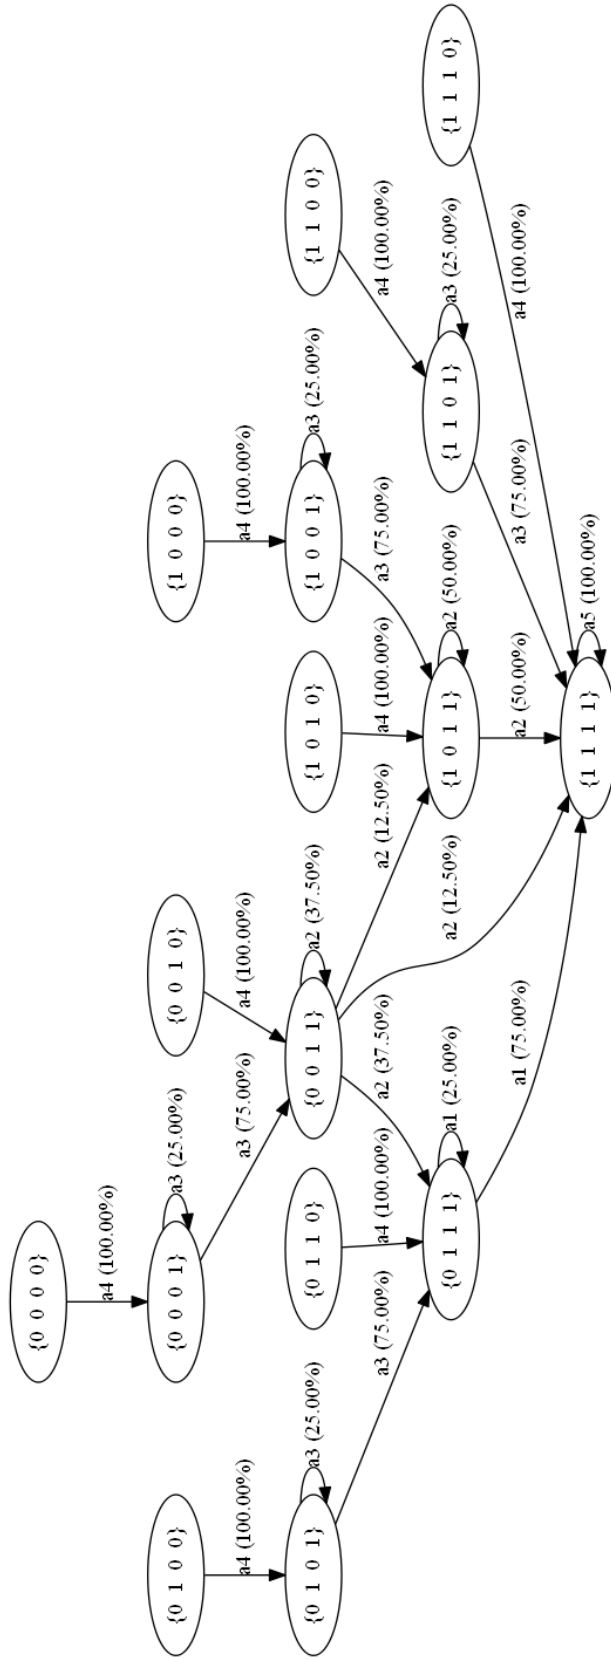 {0 0 0 0}
a4 (100.00%)
{0 1 0 0}
{0 0 0 1}
a3 (25.00%)
{0 0 1 0}
{1 0 0 0}
a4 (100.00%)
a3 (75.00%)
a4 (100.00%)
a4 (100.00%)
{0 1 0 1}
a3 (25.00%)
{0 1 1 0}
{0 0 1 1}
a2 (37.50%)
{1 0 1 0}
{1 0 0 1}
a3 (25.00%)
{1 1 0 0}
a3 (75.00%)
a4 (100.00%)
a2 (37.50%)
a2 (12.50%)
a4 (100.00%)
a3 (75.00%)
a4 (100.00%)
{0 1 1 1}
a1 (25.00%)
a2 (12.50%)
{1 0 1 1}
a2 (50.00%)
{1 1 0 1}
a3 (25.00%)
{1 1 1 0}
a1 (75.00%)
a2 (50.00%)
a3 (75.00%)
a4 (100.00%)
{1 1 1 1}
a5 (100.00%)